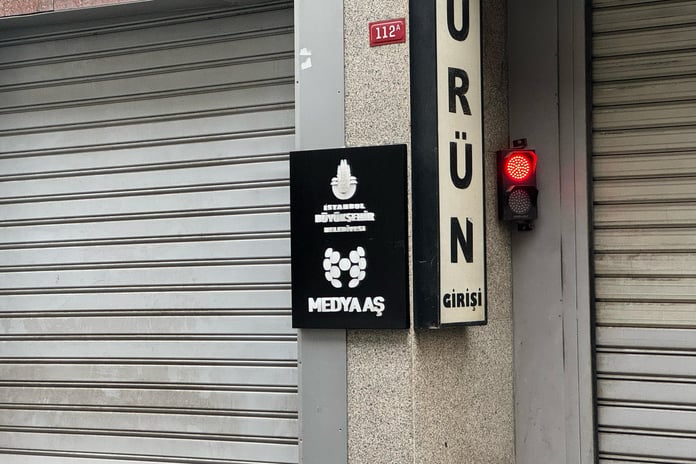 112A
İSTANBUL
BÜYÜKŞEHİR
BELEDİYESİ
MEDYA AŞ
ÜRÜN
GİRİŞİ